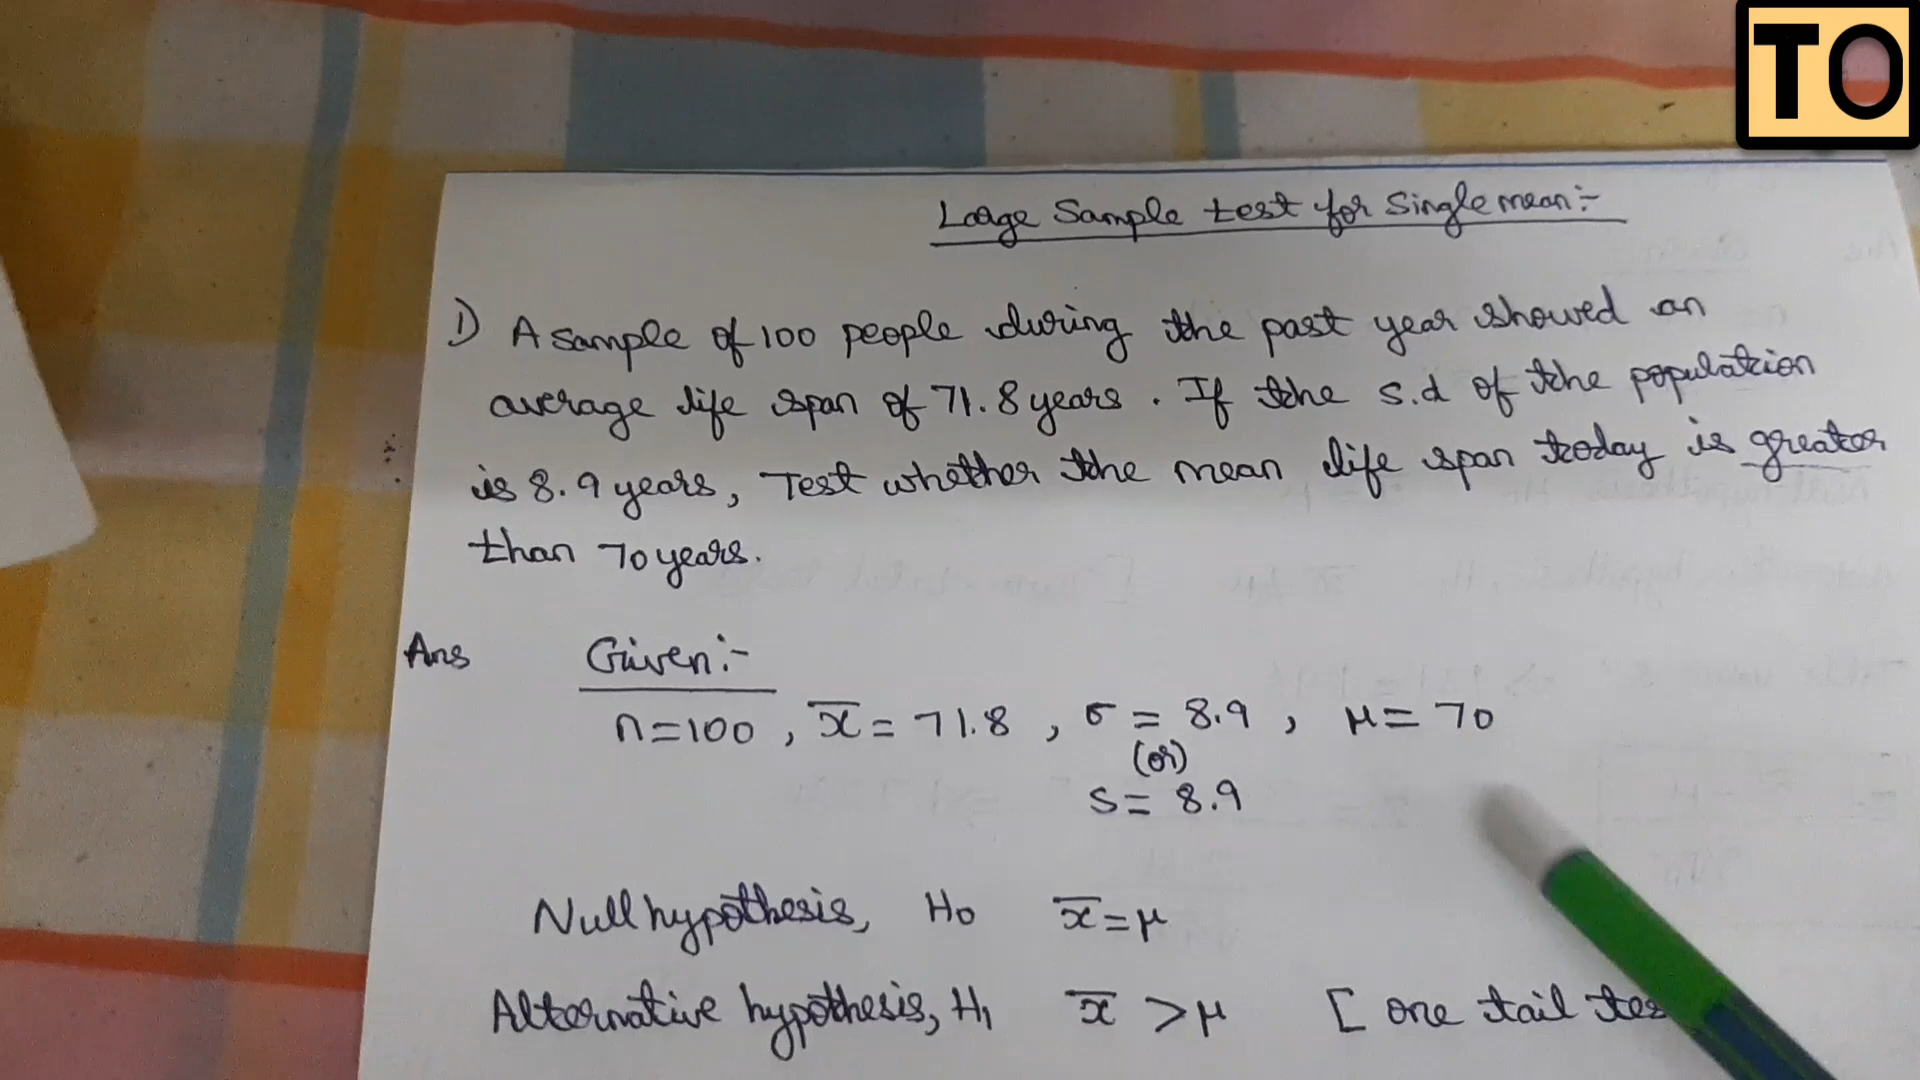 TO
Large Sample test for Single mean:-
1) A sample of 100 people during the past year showed an
average life span of 71.8 years. If the s.d of the population
is 8.9 years, Test whether the mean life span today is greater
than 70 years.
Ans Given:-
n=100, x̅ = 71.8, σ = 8.9, μ = 70
(or)
s = 8.9
Null hypothesis, H₀ x̅ = μ
Alternative hypothesis, H₁ x̅ > μ [ one tail